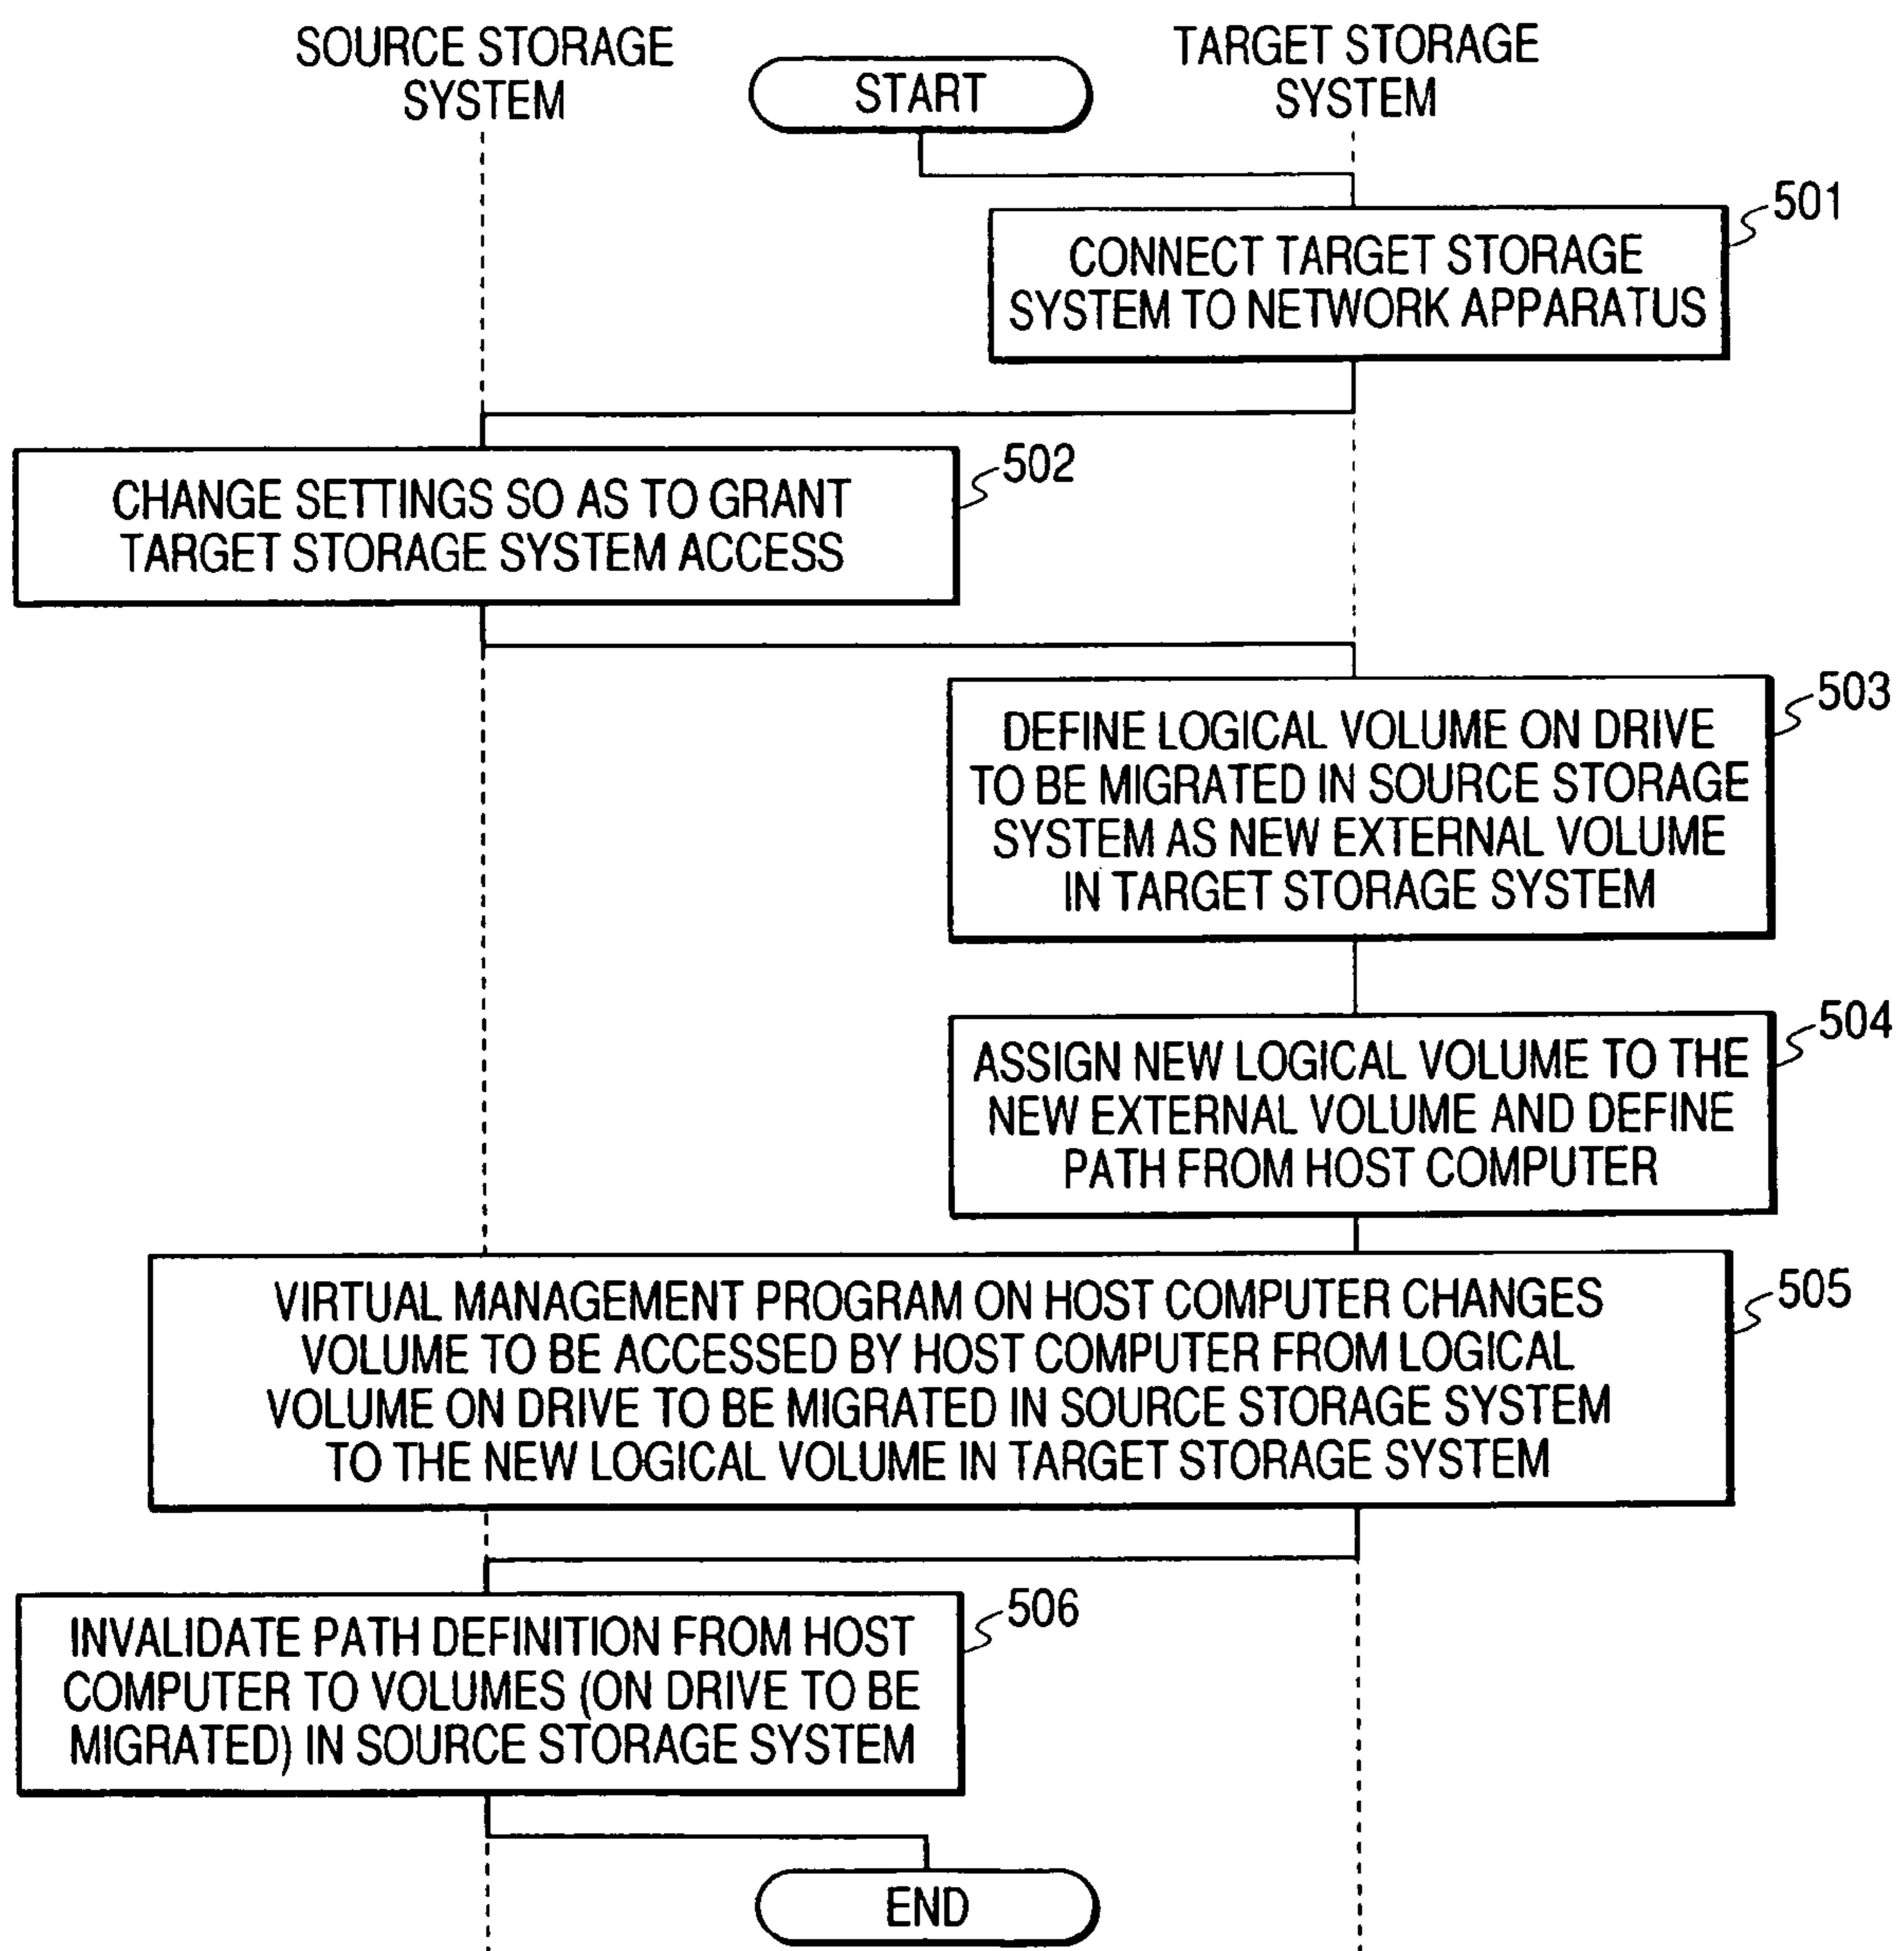 SOURCE STORAGE
SYSTEM
START
TARGET STORAGE
SYSTEM
501
CONNECT TARGET STORAGE
SYSTEM TO NETWORK APPARATUS
502
CHANGE SETTINGS SO AS TO GRANT
TARGET STORAGE SYSTEM ACCESS
503
DEFINE LOGICAL VOLUME ON DRIVE
TO BE MIGRATED IN SOURCE STORAGE
SYSTEM AS NEW EXTERNAL VOLUME
IN TARGET STORAGE SYSTEM
504
ASSIGN NEW LOGICAL VOLUME TO THE
NEW EXTERNAL VOLUME AND DEFINE
PATH FROM HOST COMPUTER
505
VIRTUAL MANAGEMENT PROGRAM ON HOST COMPUTER CHANGES
VOLUME TO BE ACCESSED BY HOST COMPUTER FROM LOGICAL
VOLUME ON DRIVE TO BE MIGRATED IN SOURCE STORAGE SYSTEM
TO THE NEW LOGICAL VOLUME IN TARGET STORAGE SYSTEM
506
INVALIDATE PATH DEFINITION FROM HOST
COMPUTER TO VOLUMES (ON DRIVE TO BE
MIGRATED) IN SOURCE STORAGE SYSTEM
END